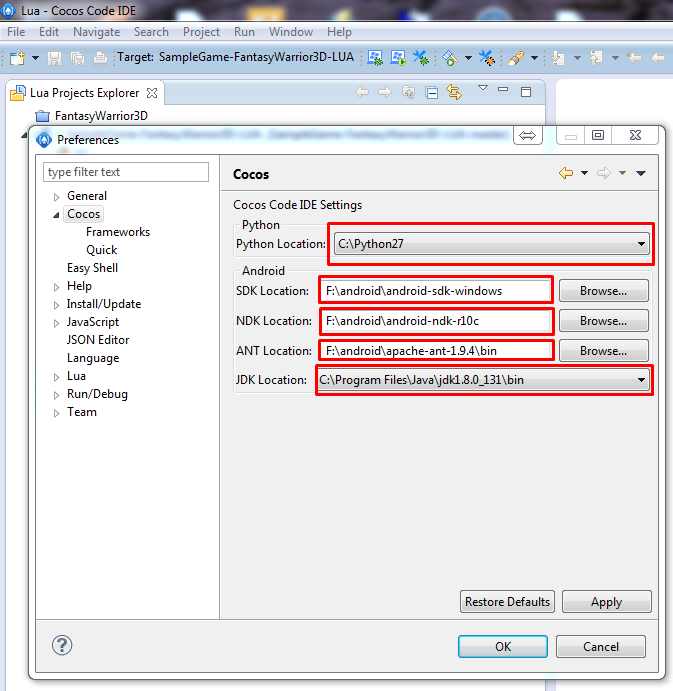 Lua - Cocos Code IDE
File Edit Navigate Search Project Run Window Help
Target: SampleGame-FantasyWarrior3D-LUA
Lua Projects Explorer
FantasyWarrior3D
Preferences
type filter text
General
Cocos
Frameworks
Quick
Easy Shell
Help
Install/Update
JavaScript
JSON Editor
Language
Lua
Run/Debug
Team
Cocos
Cocos Code IDE Settings
Python
Python Location: C:\Python27
Android
SDK Location: F:\android\android-sdk-windows Browse...
NDK Location: F:\android\android-ndk-r10c Browse...
ANT Location: F:\android\apache-ant-1.9.4\bin Browse...
JDK Location: C:\Program Files\Java\jdk1.8.0_131\bin
Restore Defaults Apply
? OK Cancel